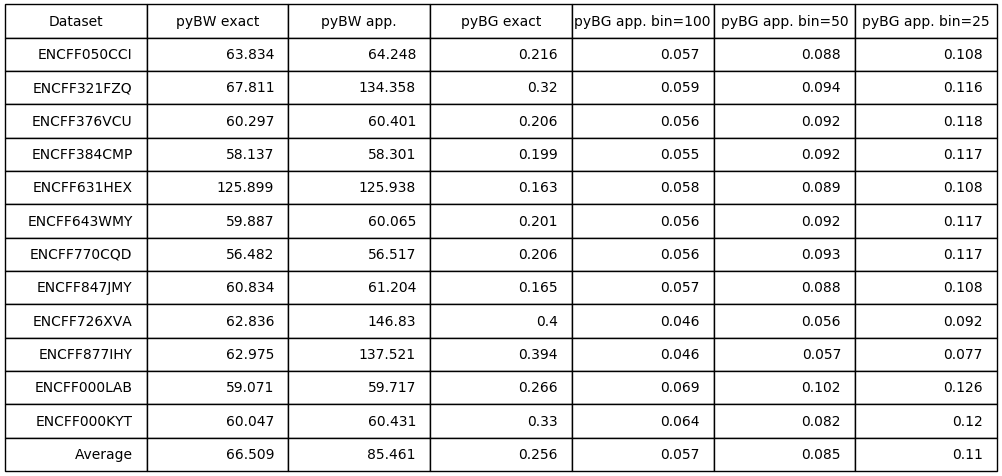 Dataset pyBW exact pyBW app. pyBG exact pyBG app. bin=100 pyBG app. bin=50 pyBG app. bin=25
ENCFF050CCI 63.834 64.248 0.216 0.057 0.088 0.108
ENCFF321FZQ 67.811 134.358 0.32 0.059 0.094 0.116
ENCFF376VCU 60.297 60.401 0.206 0.056 0.092 0.118
ENCFF384CMP 58.137 58.301 0.199 0.055 0.092 0.117
ENCFF631HEX 125.899 125.938 0.163 0.058 0.089 0.108
ENCFF643WMY 59.887 60.065 0.201 0.056 0.092 0.117
ENCFF770CQD 56.482 56.517 0.206 0.056 0.093 0.117
ENCFF847JMY 60.834 61.204 0.165 0.057 0.088 0.108
ENCFF726XVA 62.836 146.83 0.4 0.046 0.056 0.092
ENCFF877IHY 62.975 137.521 0.394 0.046 0.057 0.077
ENCFF000LAB 59.071 59.717 0.266 0.069 0.102 0.126
ENCFF000KYT 60.047 60.431 0.33 0.064 0.082 0.12
Average 66.509 85.461 0.256 0.057 0.085 0.11